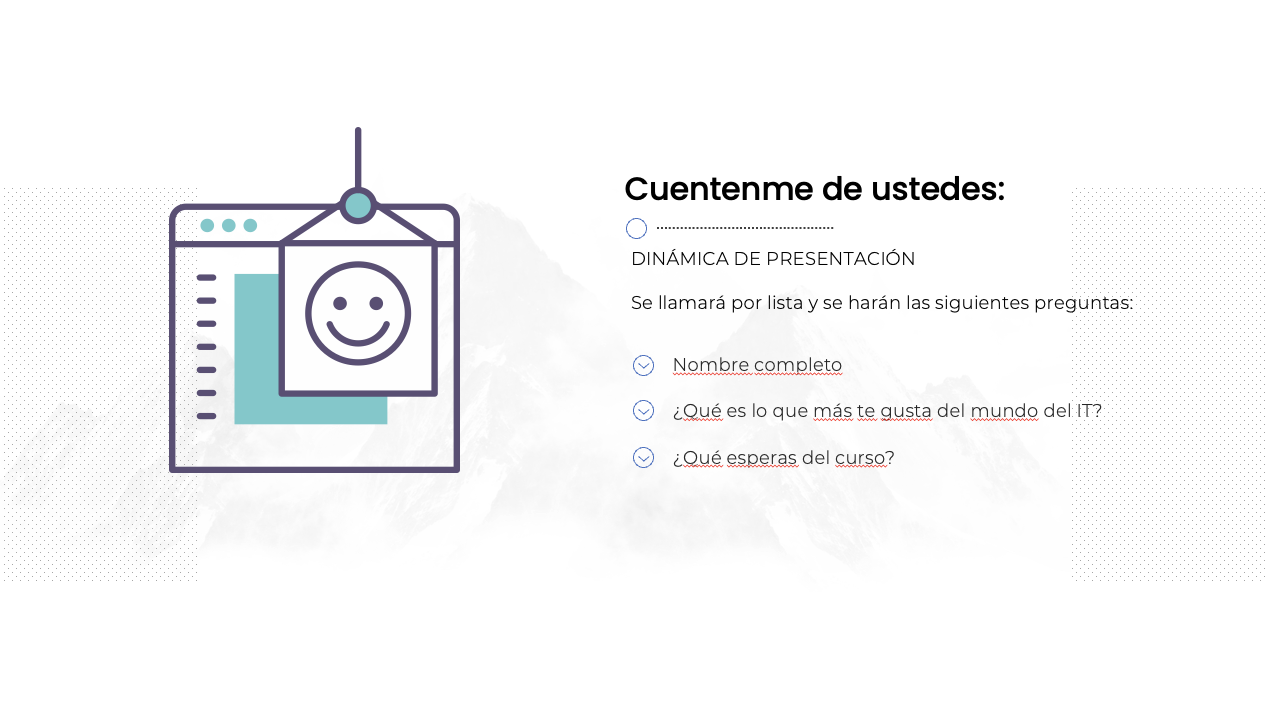 Cuentenme de ustedes:
DINÁMICA DE PRESENTACIÓN
Se llamará por lista y se harán las siguientes preguntas:
Nombre completo
¿Qué es lo que más te gusta del mundo del IT?
¿Qué esperas del curso?